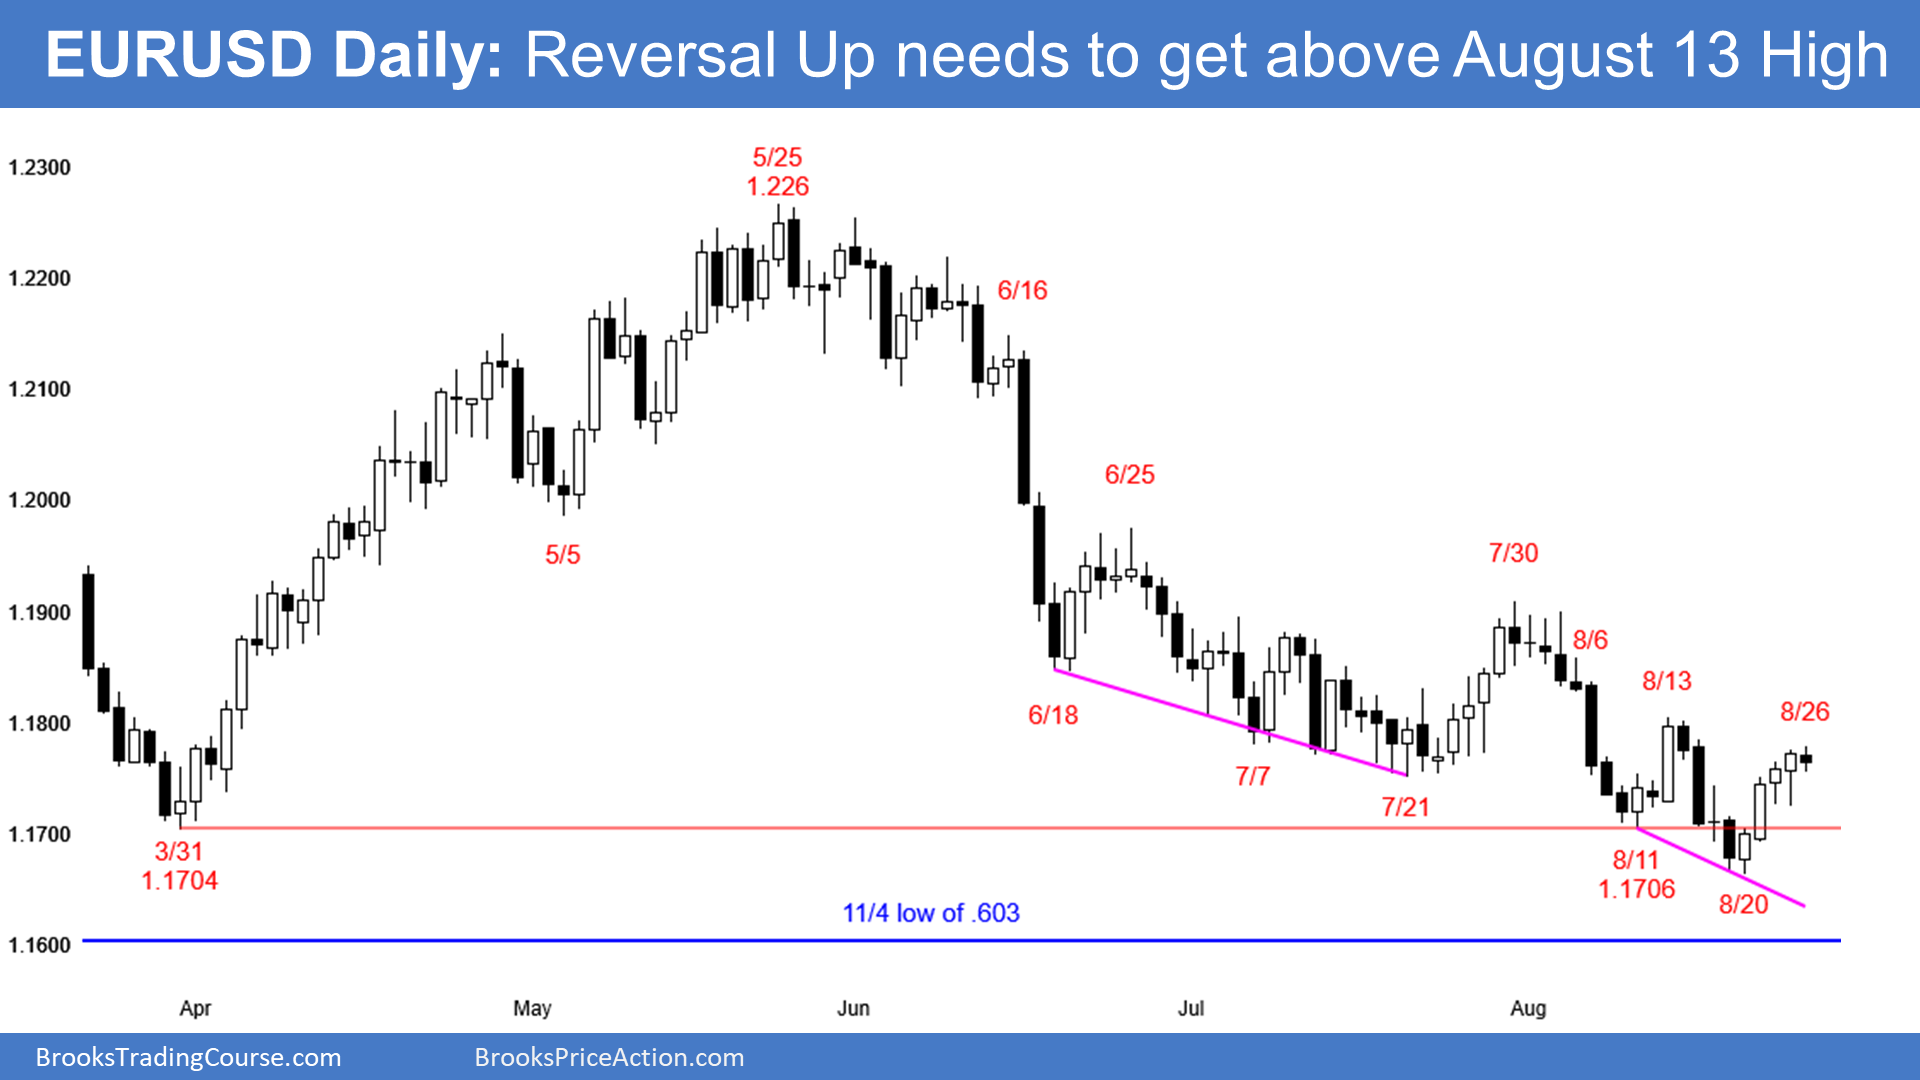 EURUSD Daily: Reversal Up needs to get above August 13 High
1.2300
1.2200
1.2100
1.2000
1.1900
1.1800
1.1700
1.1600
5/25
1.226
6/16
6/25
5/5
7/30
8/6
8/13
8/26
6/18
7/7
7/21
3/31
1.1704
8/11
1.1706
8/20
11/4 low of .603
Apr
May
Jun
Jul
Aug
BrooksTradingCourse.com
BrooksPriceAction.com